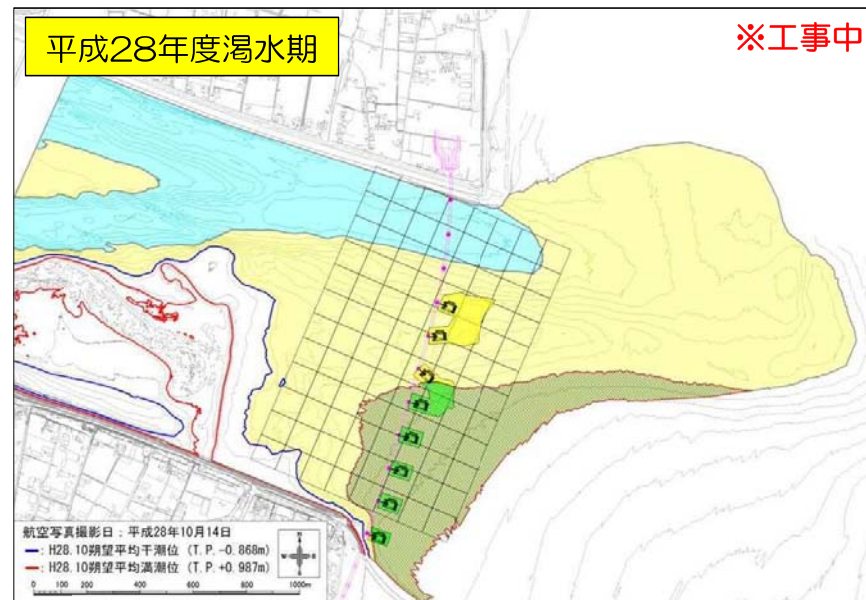 平成28年度渇水期
※工事中
航空写真撮影日：平成28年10月14日
：H28.10朔望平均干潮位（T.P.-0.868m）
：H28.10朔望平均満潮位（T.P.+0.987m）
N
W
E
S
0 100 200 400 600 800 1000m